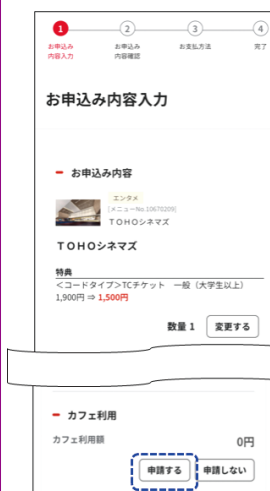 1 2 3 4
お申込み内容入力 お申込み内容確認 お支払方法 完了
お申込み内容入力
お申込み内容
エンタメ
[メニューNo.10670209]
TOHOシネマズ
TOHOシネマズ
特典
＜コードタイプ＞TCチケット 一般（大学生以上）
1,900円 ⇒ 1,500円
数量 1 変更する
カフェ利用
カフェ利用額 0円
申請する 申請しない